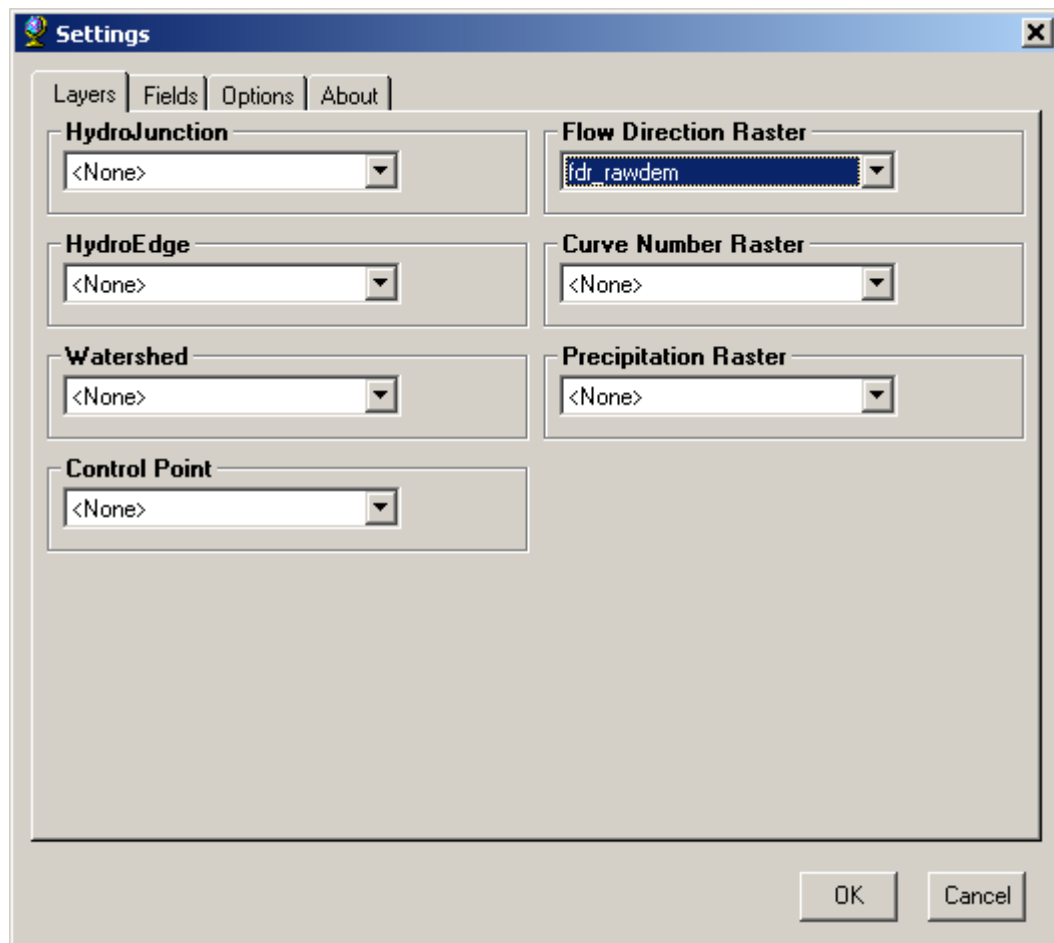 Settings
Layers Fields Options About
HydroJunction
<None>
Flow Direction Raster
fdr_rawdem
HydroEdge
<None>
Curve Number Raster
<None>
Watershed
<None>
Precipitation Raster
<None>
Control Point
<None>
OK Cancel